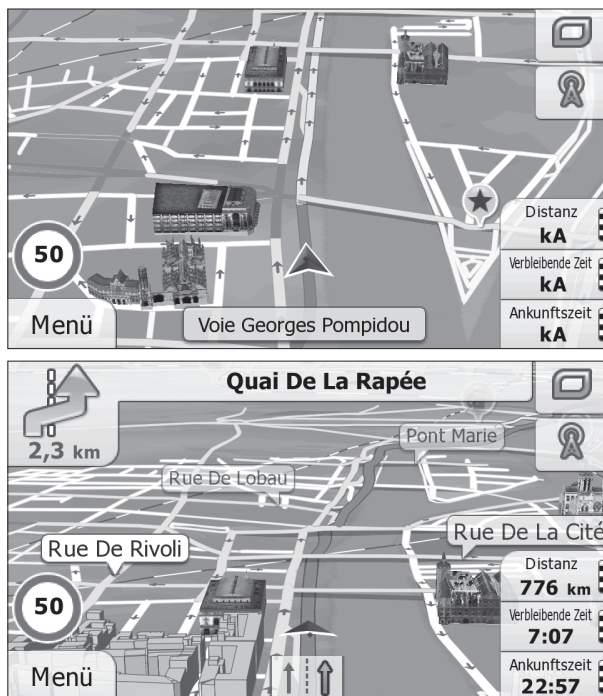 50
Distanz
kA
Verbleibende Zeit
kA
Ankunftszeit
kA
Menü
Voie Georges Pompidou
Quai De La Rapée
2,3 km
Pont Marie
Rue De Lobau
Rue De La Cité
Rue De Rivoli
Distanz
776 km
50
Verbleibende Zeit
7:07
Ankunftszeit
22:57
Menü